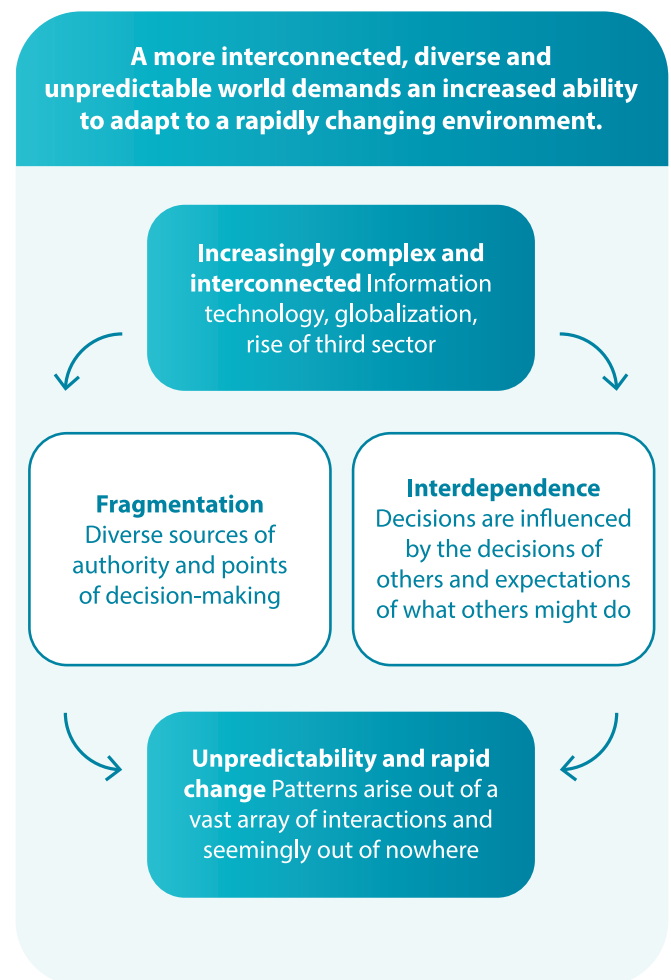 A more interconnected, diverse and
unpredictable world demands an increased ability
to adapt to a rapidly changing environment.
Increasingly complex and
interconnected Information
technology, globalization,
rise of third sector
Fragmentation
Diverse sources of
authority and points
of decision-making
Interdependence
Decisions are influenced
by the decisions of
others and expectations
of what others might do
Unpredictability and rapid
change Patterns arise out of a
vast array of interactions and
seemingly out of nowhere